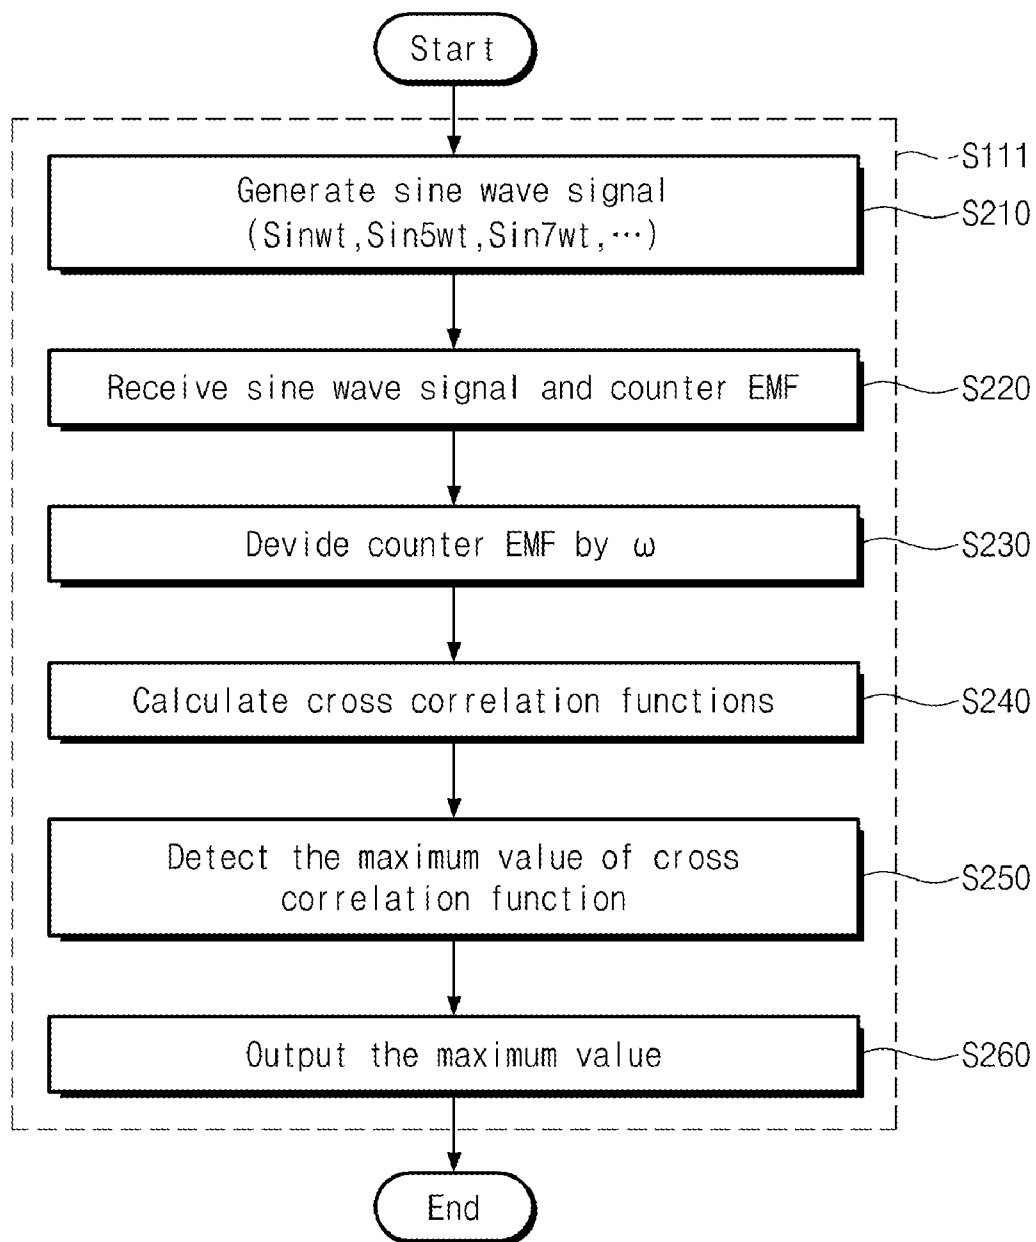 Start
S111
Generate sine wave signal
(Sinwt,Sin5wt,Sin7wt,⋯)
S210
Receive sine wave signal and counter EMF
S220
Devide counter EMF by ω
S230
Calculate cross correlation functions
S240
Detect the maximum value of cross
correlation function
S250
Output the maximum value
S260
End